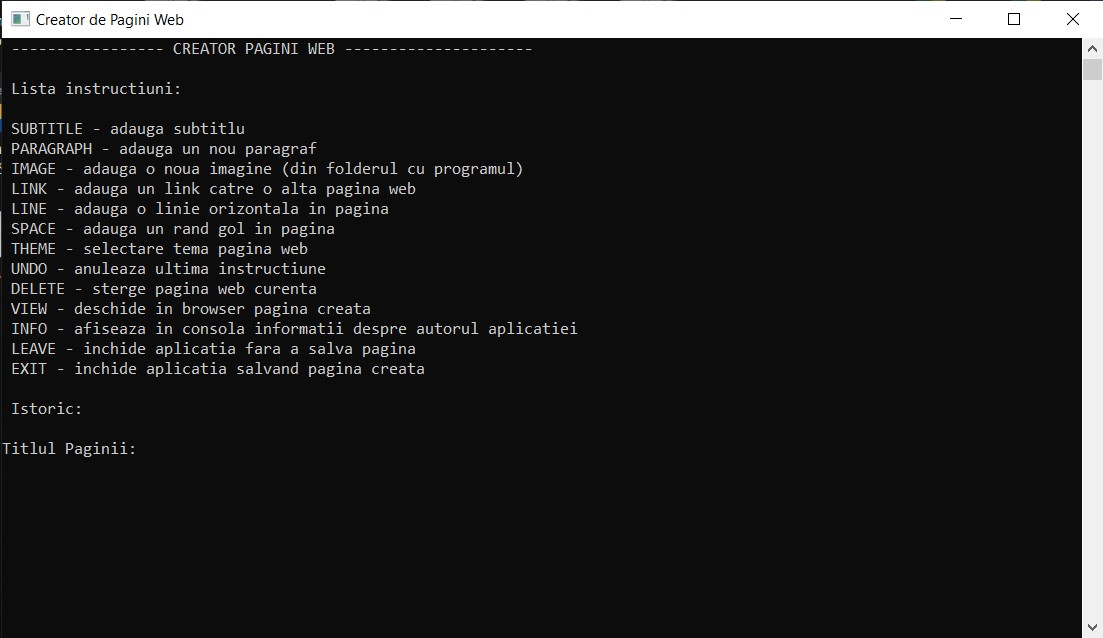 Creator de Pagini Web
----------------- CREATOR PAGINI WEB ---------------------
Lista instructiuni:
SUBTITLE - adauga subtitlu
PARAGRAPH - adauga un nou paragraf
IMAGE - adauga o noua imagine (din folderul cu programul)
LINK - adauga un link catre o alta pagina web
LINE - adauga o linie orizontala in pagina
SPACE - adauga un rand gol in pagina
THEME - selectare tema pagina web
UNDO - anuleaza ultima instructiune
DELETE - sterge pagina web curenta
VIEW - deschide in browser pagina creata
INFO - afiseaza in consola informatii despre autorul aplicatiei
LEAVE - inchide aplicatia fara a salva pagina
EXIT - inchide aplicatia salvand pagina creata
Istoric:
Titlul Paginii: